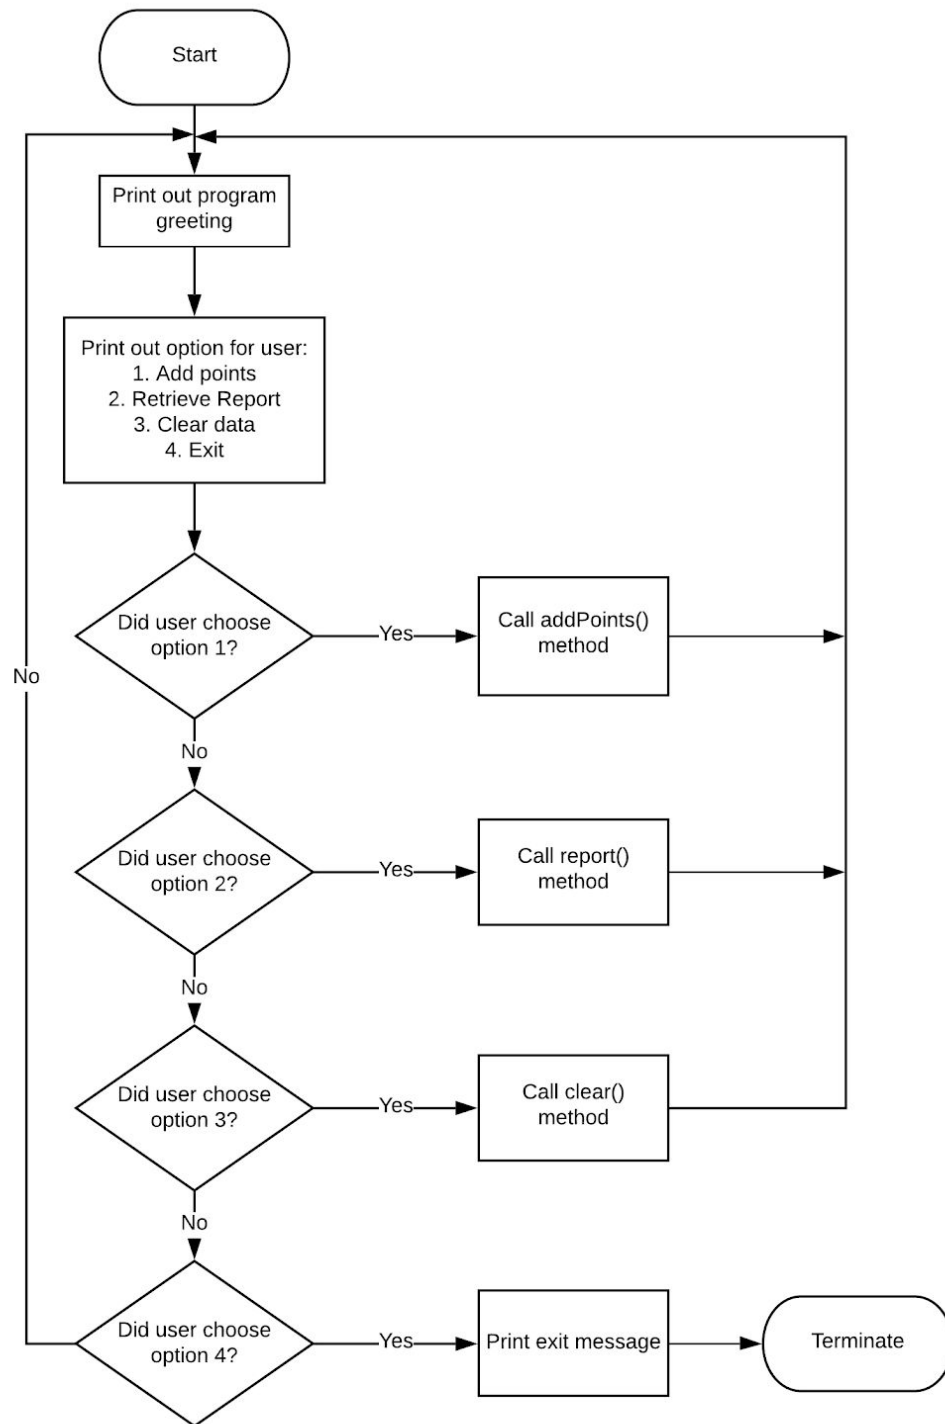 Start
Print out program
greeting
Print out option for user:
1. Add points
2. Retrieve Report
3. Clear data
4. Exit
Did user choose
option 1?
Yes
Call addPoints()
method
No
No
Did user choose
option 2?
Yes
Call report()
method
No
Did user choose
option 3?
Yes
Call clear()
method
No
Did user choose
option 4?
Yes
Print exit message
Terminate